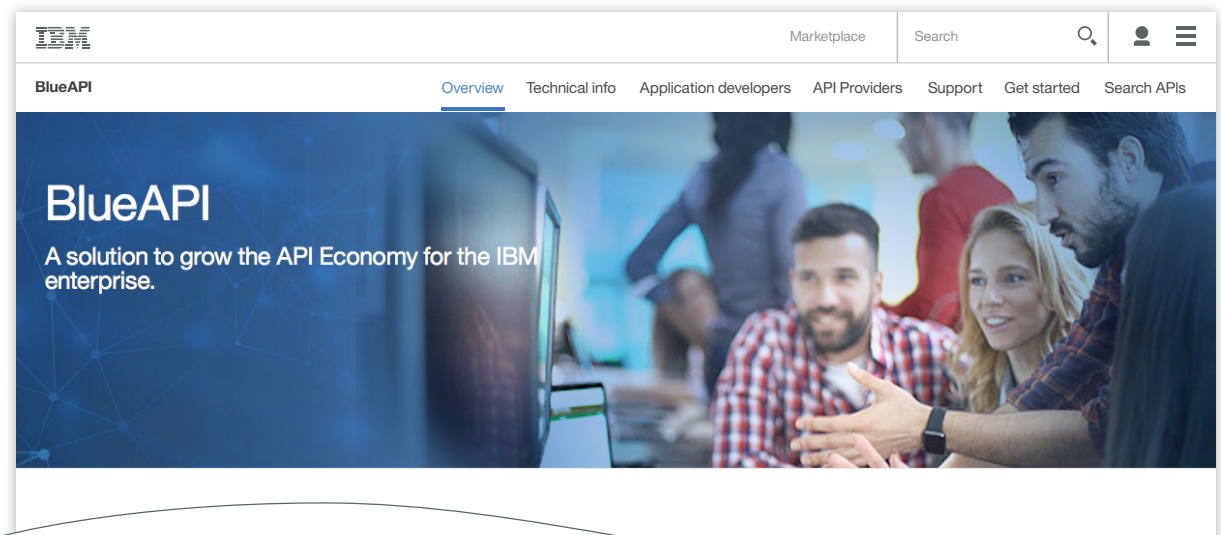 IBM
Marketplace
Search
BlueAPI
Overview
Technical info
Application developers
API Providers
Support
Get started
Search APIs
BlueAPI
A solution to grow the API Economy for the IBM
enterprise.